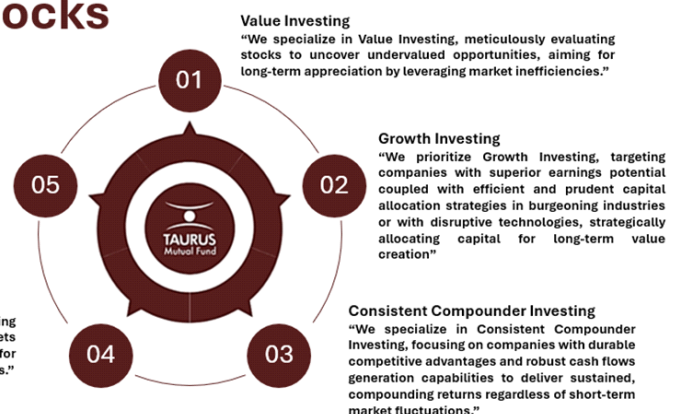 ocks
Value Investing
“We specialize in Value Investing, meticulously evaluating
stocks to uncover undervalued opportunities, aiming for
long-term appreciation by leveraging market inefficiencies.”
01
Growth Investing
“We prioritize Growth Investing, targeting
companies with superior earnings potential
coupled with efficient and prudent capital
allocation strategies in burgeoning industries
or with disruptive technologies, strategically
allocating capital for long-term value
creation”
05
02
TAURUS
Mutual Fund
Consistent Compounder Investing
“We specialize in Consistent Compounder
Investing, focusing on companies with durable
competitive advantages and robust cash flows
generation capabilities to deliver sustained,
compounding returns regardless of short-term
market fluctuations.”
ing
ets
for
s.”
04
03